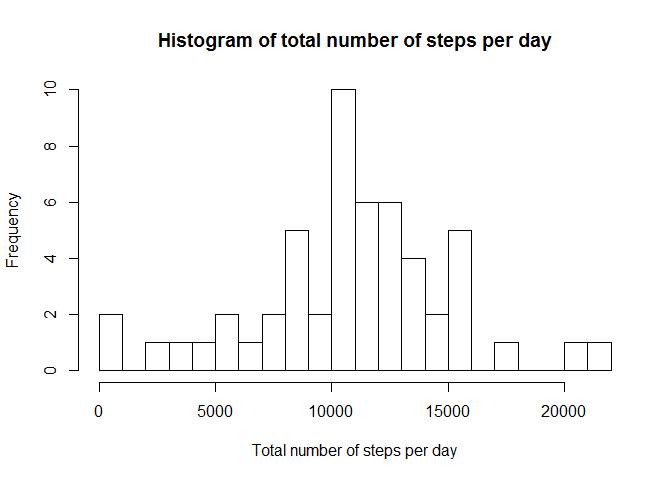 Histogram of total number of steps per day
Frequency
10
8
6
4
2
0
0 5000 10000 15000 20000
Total number of steps per day